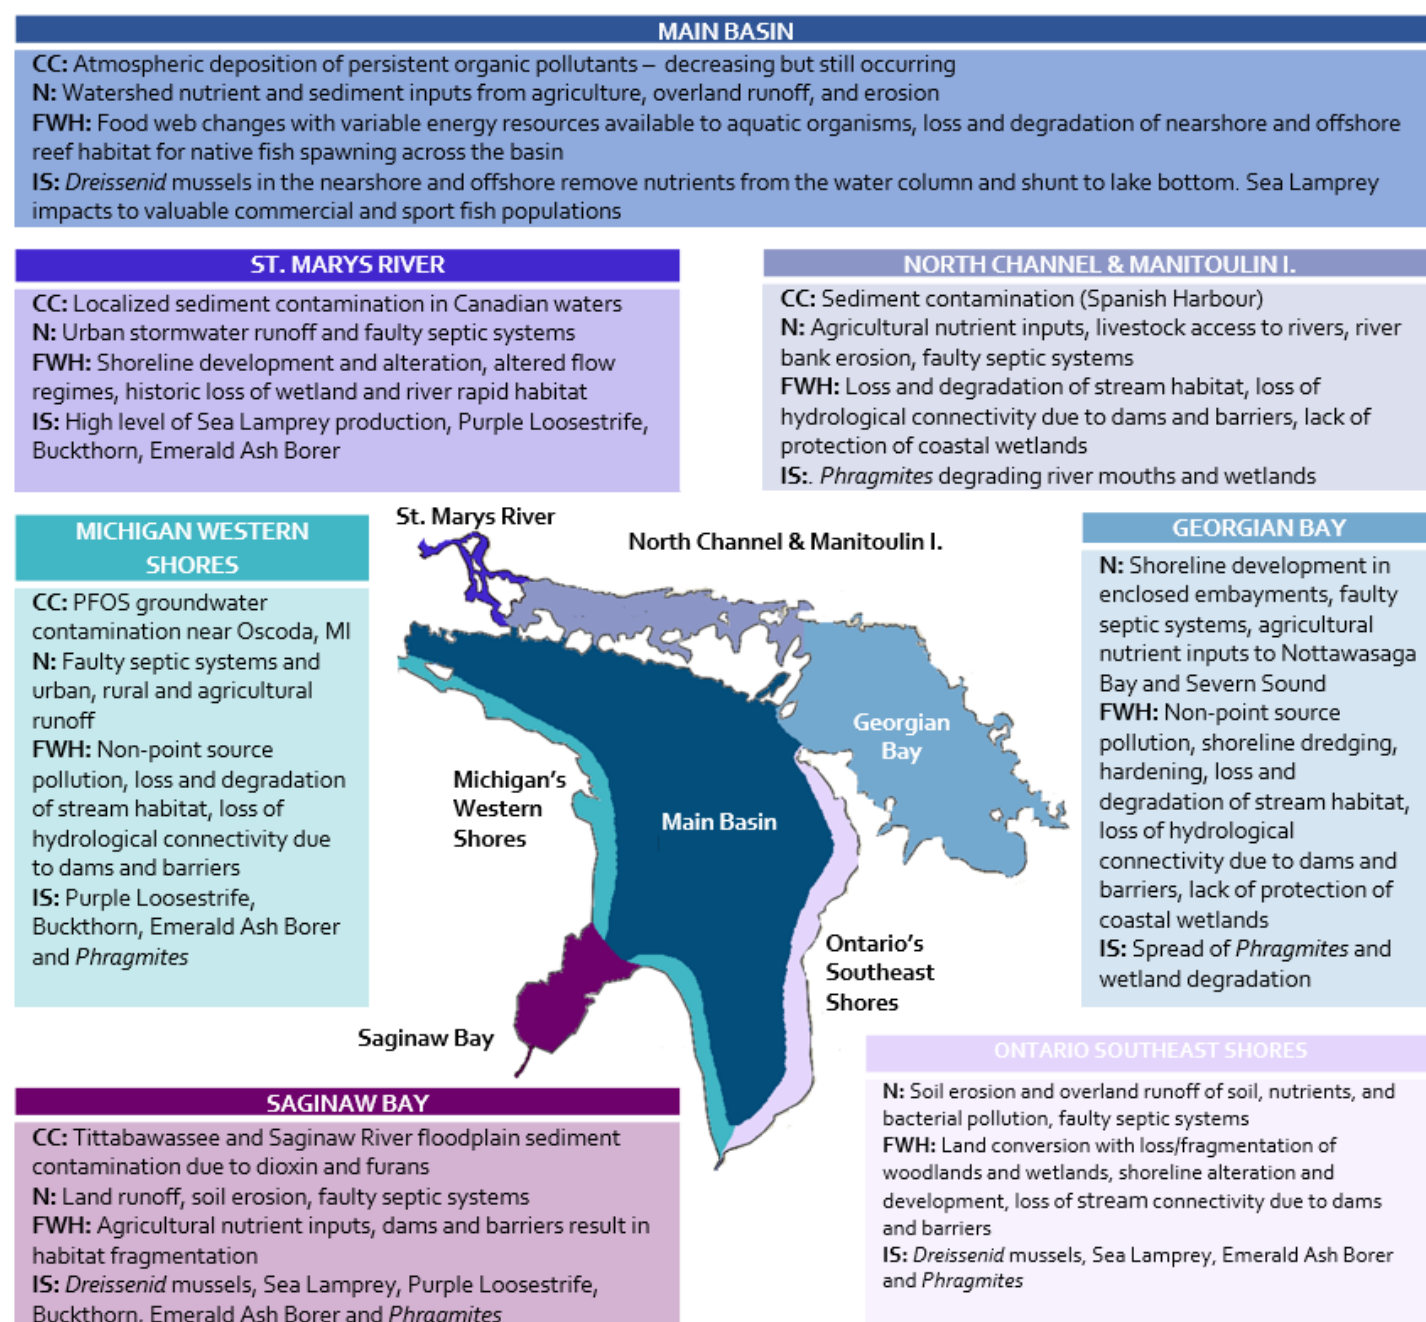 MAIN BASIN
CC: Atmospheric deposition of persistent organic pollutants – decreasing but still occurring
N: Watershed nutrient and sediment inputs from agriculture, overland runoff, and erosion
FWH: Food web changes with variable energy resources available to aquatic organisms, loss and degradation of nearshore and offshore
reef habitat for native fish spawning across the basin
IS: Dreissenid mussels in the nearshore and offshore remove nutrients from the water column and shunt to lake bottom. Sea Lamprey
impacts to valuable commercial and sport fish populations
ST. MARYS RIVER
CC: Localized sediment contamination in Canadian waters
N: Urban stormwater runoff and faulty septic systems
FWH: Shoreline development and alteration, altered flow
regimes, historic loss of wetland and river rapid habitat
IS: High level of Sea Lamprey production, Purple Loosestrife,
Buckthorn, Emerald Ash Borer
NORTH CHANNEL & MANITOULIN I.
CC: Sediment contamination (Spanish Harbour)
N: Agricultural nutrient inputs, livestock access to rivers, river
bank erosion, faulty septic systems
FWH: Loss and degradation of stream habitat, loss of
hydrological connectivity due to dams and barriers, lack of
protection of coastal wetlands
IS:. Phragmites degrading river mouths and wetlands
MICHIGAN WESTERN
SHORES
CC: PFOS groundwater
contamination near Oscoda, MI
N: Faulty septic systems and
urban, rural and agricultural
runoff
FWH: Non-point source
pollution, loss and degradation
of stream habitat, loss of
hydrological connectivity due
to dams and barriers
IS: Purple Loosestrife,
Buckthorn, Emerald Ash Borer
and Phragmites
St. Marys River
North Channel & Manitoulin I.
Georgian
Bay
Michigan's
Western
Shores
Main Basin
Ontario's
Southeast
Shores
Saginaw Bay
GEORGIAN BAY
N: Shoreline development in
enclosed embayments, faulty
septic systems, agricultural
nutrient inputs to Nottawasaga
Bay and Severn Sound
FWH: Non-point source
pollution, shoreline dredging,
hardening, loss and
degradation of stream habitat,
loss of hydrological
connectivity due to dams and
barriers, lack of protection of
coastal wetlands
IS: Spread of Phragmites and
wetland degradation
SAGINAW BAY
CC: Tittabawassee and Saginaw River floodplain sediment
contamination due to dioxin and furans
N: Land runoff, soil erosion, faulty septic systems
FWH: Agricultural nutrient inputs, dams and barriers result in
habitat fragmentation
IS: Dreissenid mussels, Sea Lamprey, Purple Loosestrife,
Buckthorn, Emerald Ash Borer and Phragmites
ONTARIO SOUTHEAST SHORES
N: Soil erosion and overland runoff of soil, nutrients, and
bacterial pollution, faulty septic systems
FWH: Land conversion with loss/fragmentation of
woodlands and wetlands, shoreline alteration and
development, loss of stream connectivity due to dams
and barriers
IS: Dreissenid mussels, Sea Lamprey, Emerald Ash Borer
and Phragmites